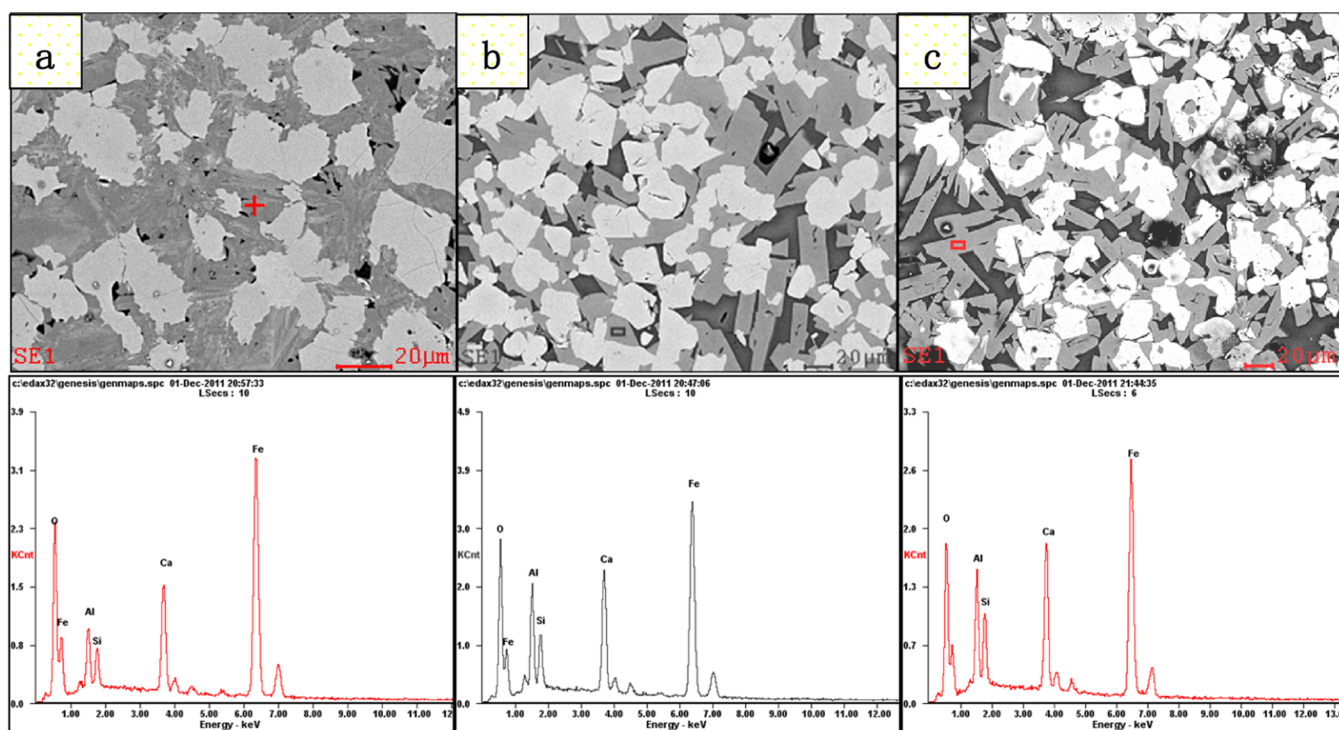 a
b
c
SE1
20μm
SE1
20μm
SE1
20μm
c:\edax32\genesis\genmaps.spc 01-Dec-2011 20:57:33
LSecs : 10
3.9
3.1
2.3
KCnt
1.5
0.8
0.0
O
Fe
Al
Si
Ca
Fe
1.00 2.00 3.00 4.00 5.00 6.00 7.00 8.00 9.00 10.00 11.00
Energy - keV
c:\edax32\genesis\genmaps.spc 01-Dec-2011 20:47:06
LSecs : 10
4.9
3.9
3.0
KCnt
2.0
1.0
0.0
O
Fe
Al
Si
Ca
Fe
1.00 2.00 3.00 4.00 5.00 6.00 7.00 8.00 9.00 10.00 11.00 12.00
Energy - keV
c:\edax32\genesis\genmaps.spc 01-Dec-2011 21:44:35
LSecs : 6
3.3
2.6
2.0
KCnt
1.3
0.7
0.0
O
Al
Si
Ca
Fe
1.00 2.00 3.00 4.00 5.00 6.00 7.00 8.00 9.00 10.00 11.00 12.00
Energy - keV